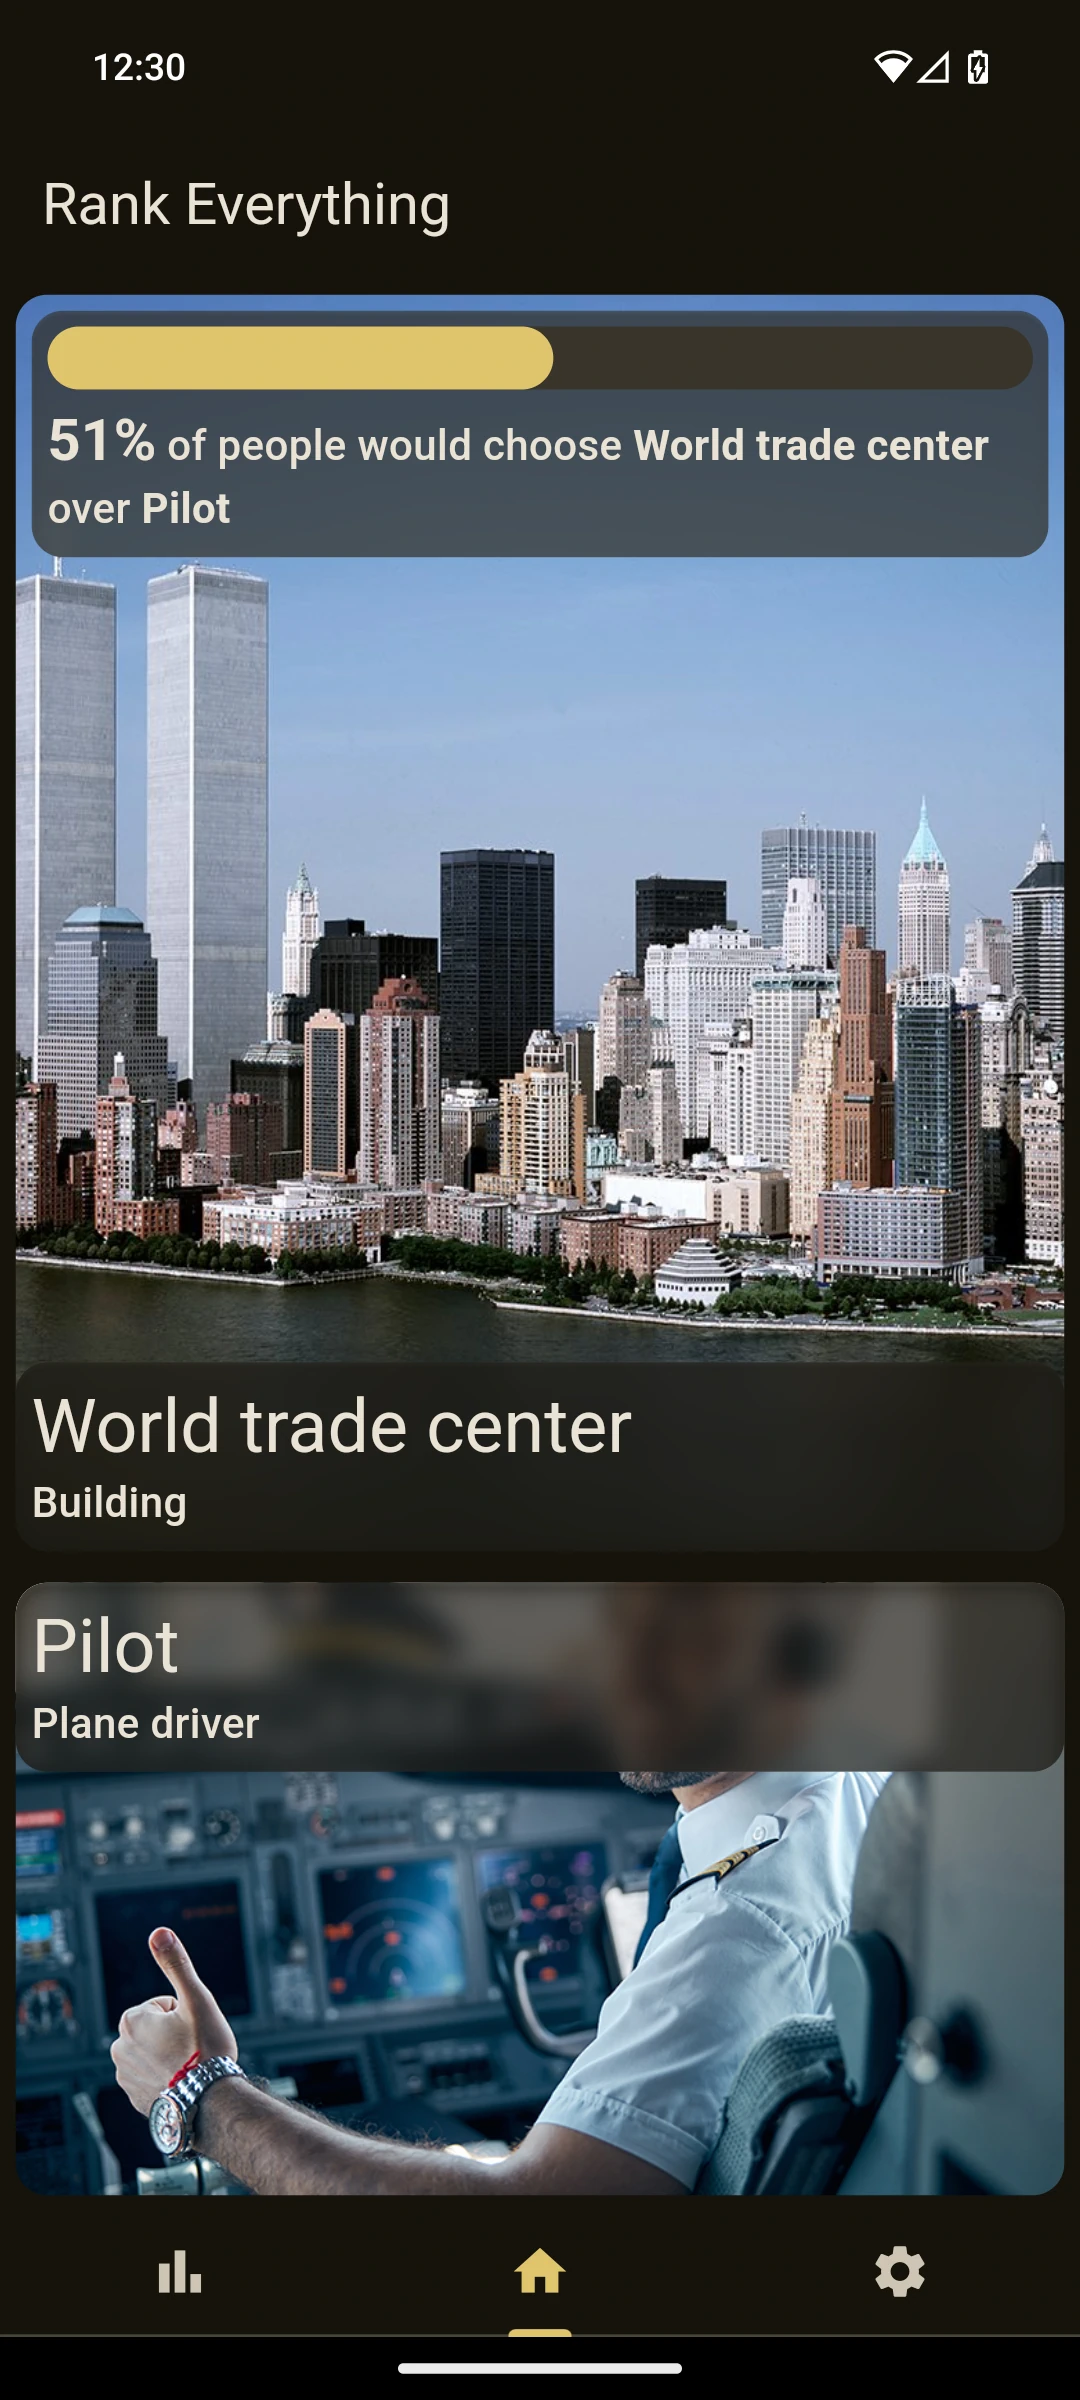 12:30
Rank Everything
51% of people would choose World trade center
over Pilot
World trade center
Building
Pilot
Plane driver